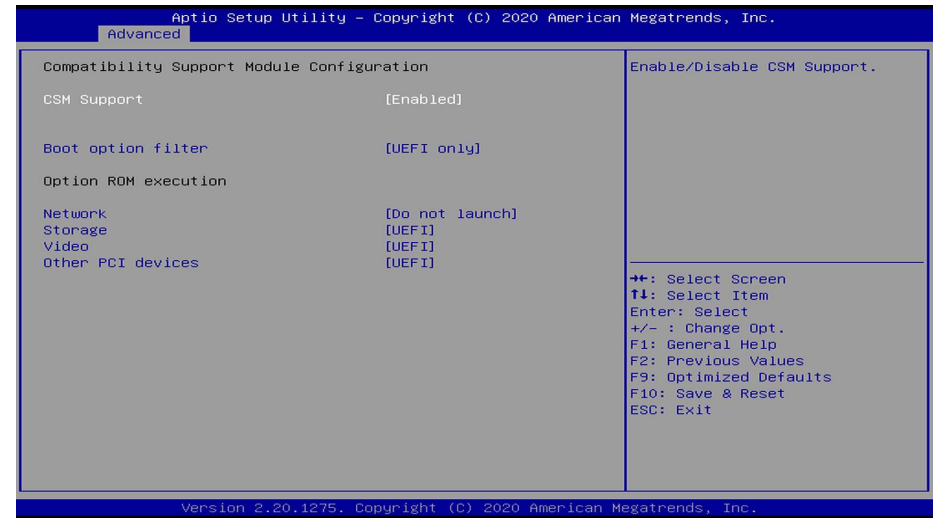 Aptio Setup Utility – Copyright (C) 2020 American Megatrends, Inc.
Advanced
Compatibility Support Module Configuration
CSM Support [Enabled]
Boot option filter [UEFI only]
Option ROM execution
Network [Do not launch]
Storage [UEFI]
Video [UEFI]
Other PCI devices [UEFI]
Enable/Disable CSM Support.
→←: Select Screen
↑↓: Select Item
Enter: Select
+/- : Change Opt.
F1: General Help
F2: Previous Values
F9: Optimized Defaults
F10: Save & Reset
ESC: Exit
Version 2.20.1275. Copyright (C) 2020 American Megatrends, Inc.